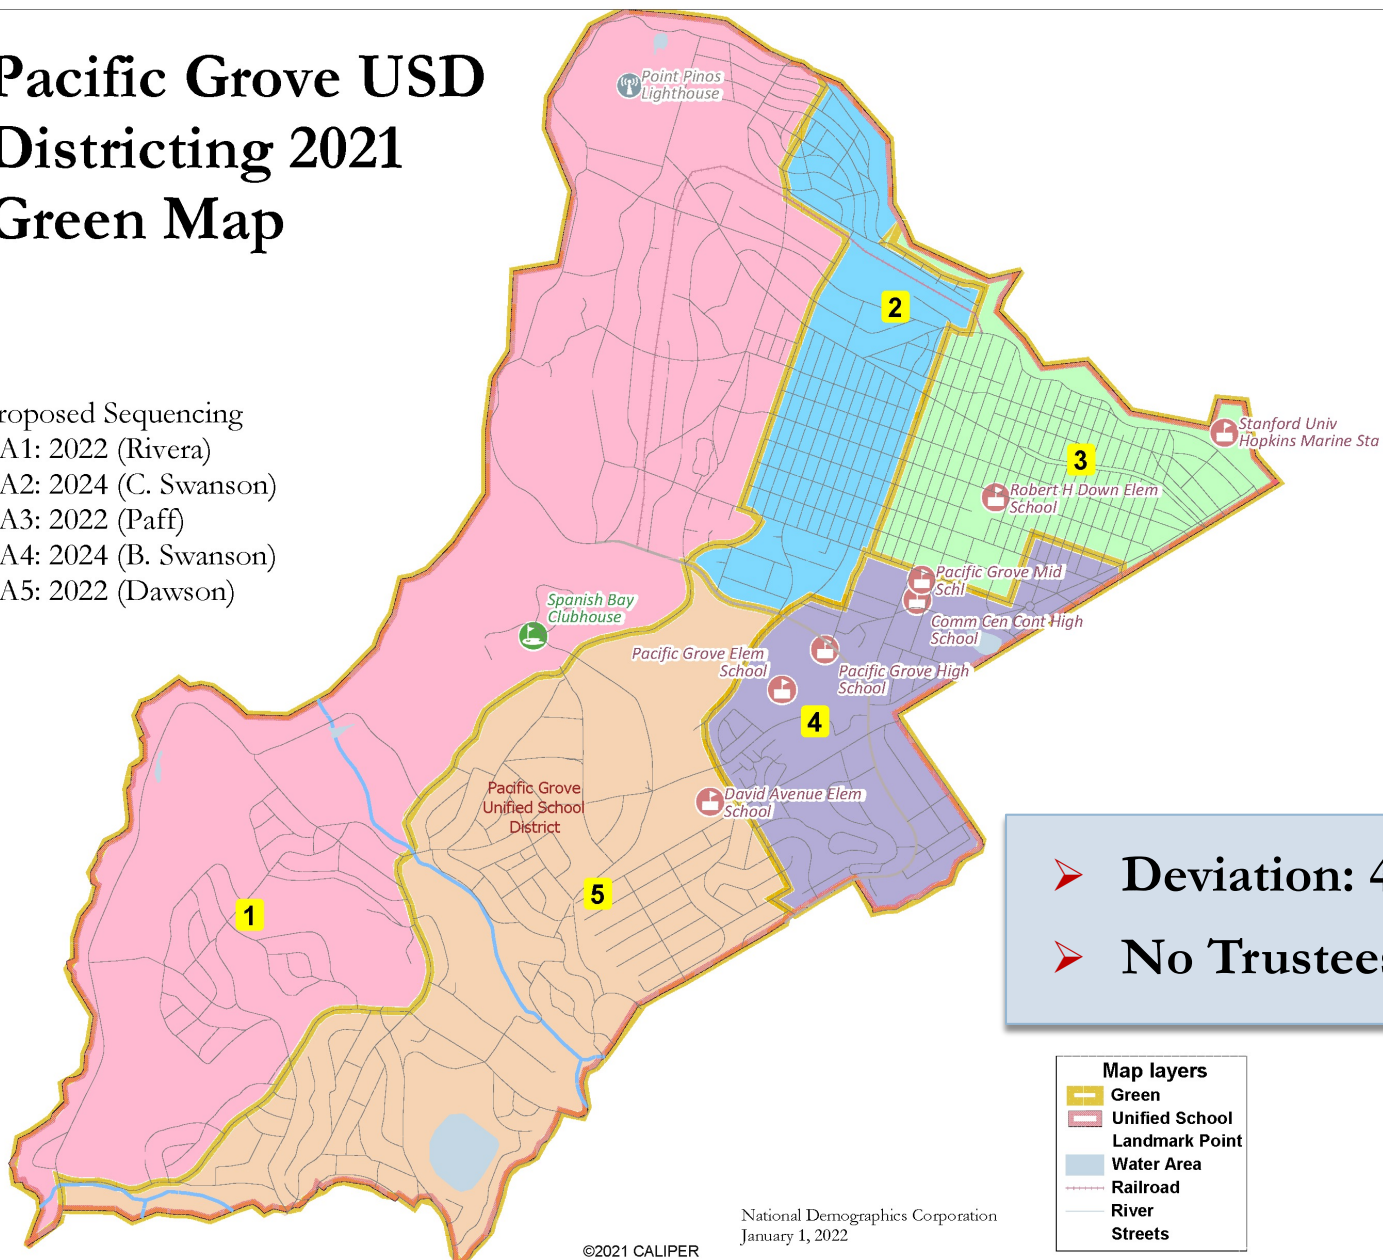 Pacific Grove USD
Districting 2021
Green Map
roposed Sequencing
A1: 2022 (Rivera)
A2: 2024 (C. Swanson)
A3: 2022 (Paff)
A4: 2024 (B. Swanson)
A5: 2022 (Dawson)
Point Pinos
Lighthouse
2
3
Stanford Univ
Hopkins Marine Sta
Robert H Down Elem
School
Pacific Grove Mid
Schl
Comm Cen Cont High
School
Spanish Bay
Clubhouse
Pacific Grove Elem
School
Pacific Grove High
School
4
Pacific Grove
Unified School
District
David Avenue Elem
School
5
1
Deviation: 4
No Trustees
Map layers
Green
Unified School
Landmark Point
Water Area
Railroad
River
Streets
National Demographics Corporation
January 1, 2022
©2021 CALIPER